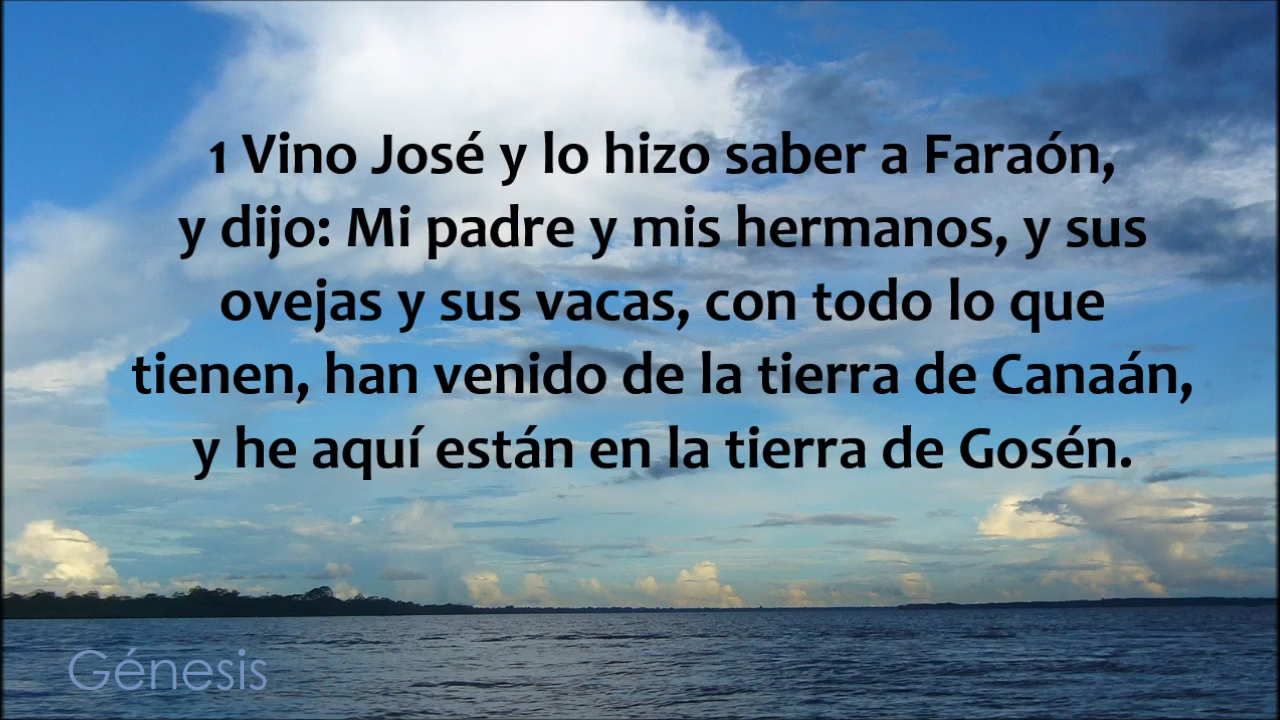 1 Vino José y lo hizo saber a Faraón,
y dijo: Mi padre y mis hermanos, y sus
ovejas y sus vacas, con todo lo que
tienen, han venido de la tierra de Canaán,
y he aquí están en la tierra de Gosén.
Génesis